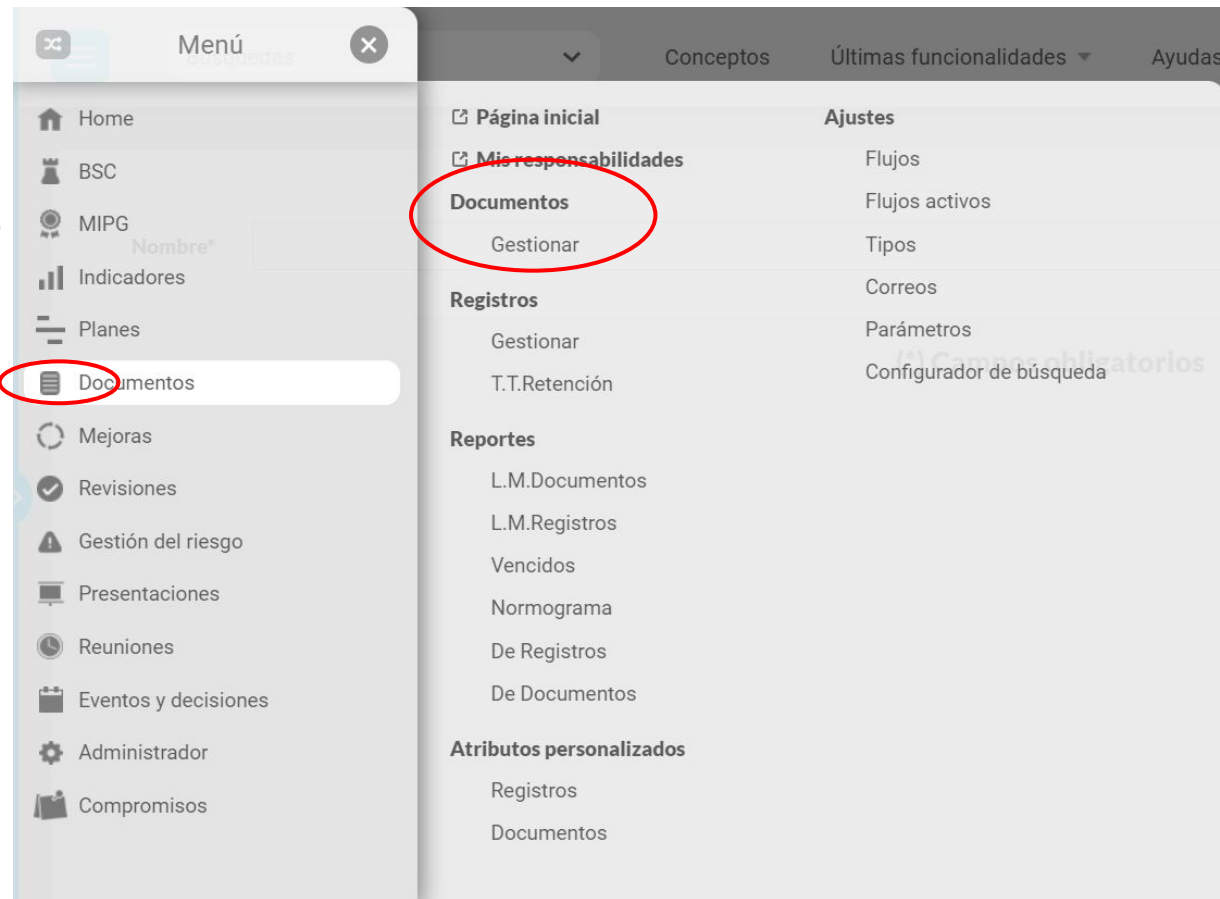 Menú
Búsquedas
Conceptos
Últimas funcionalidades
Ayudas
Home
BSC
MIPG
Indicadores
Planes
Documentos
Mejoras
Revisiones
Gestión del riesgo
Presentaciones
Reuniones
Eventos y decisiones
Administrador
Compromisos
Nombre*
Página inicial
Mis responsabilidades
Documentos
Gestionar
Registros
Gestionar
T.T.Retención
Reportes
L.M.Documentos
L.M.Registros
Vencidos
Normograma
De Registros
De Documentos
Atributos personalizados
Registros
Documentos
Ajustes
Flujos
Flujos activos
Tipos
Correos
Parámetros
(*) Campos obligatorios
Configurador de búsqueda